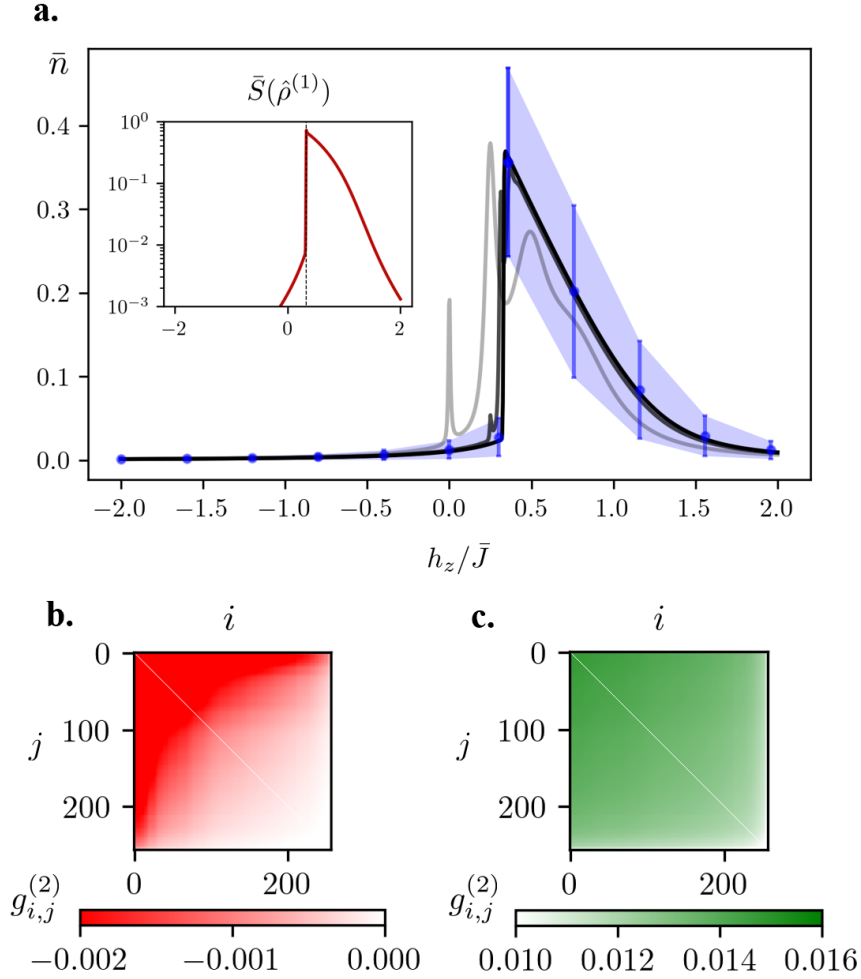 a.
n̄
S̄(ρ̂⁽¹⁾)
10⁰
10⁻¹
10⁻²
10⁻³
−2 0 2
0.4
0.3
0.2
0.1
0.0
−2.0 −1.5 −1.0 −0.5 0.0 0.5 1.0 1.5 2.0
h_z/J̄
b.
i
0
j 100
200
0 200
g_{i,j}^{(2)}
−0.002 −0.001 0.000
c.
i
0
j 100
200
0 200
g_{i,j}^{(2)}
0.010 0.012 0.014 0.016